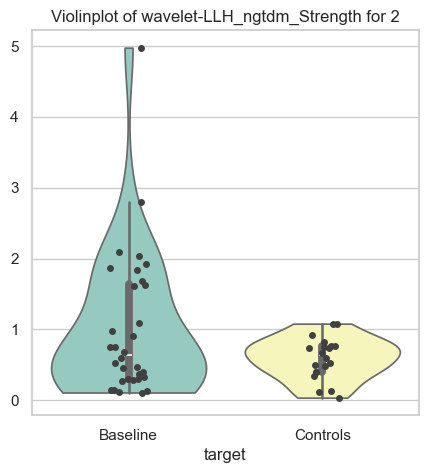 Violinplot of wavelet-LLH_ngtdm_Strength for 2
5
4
3
2
1
0
Baseline Controls
target